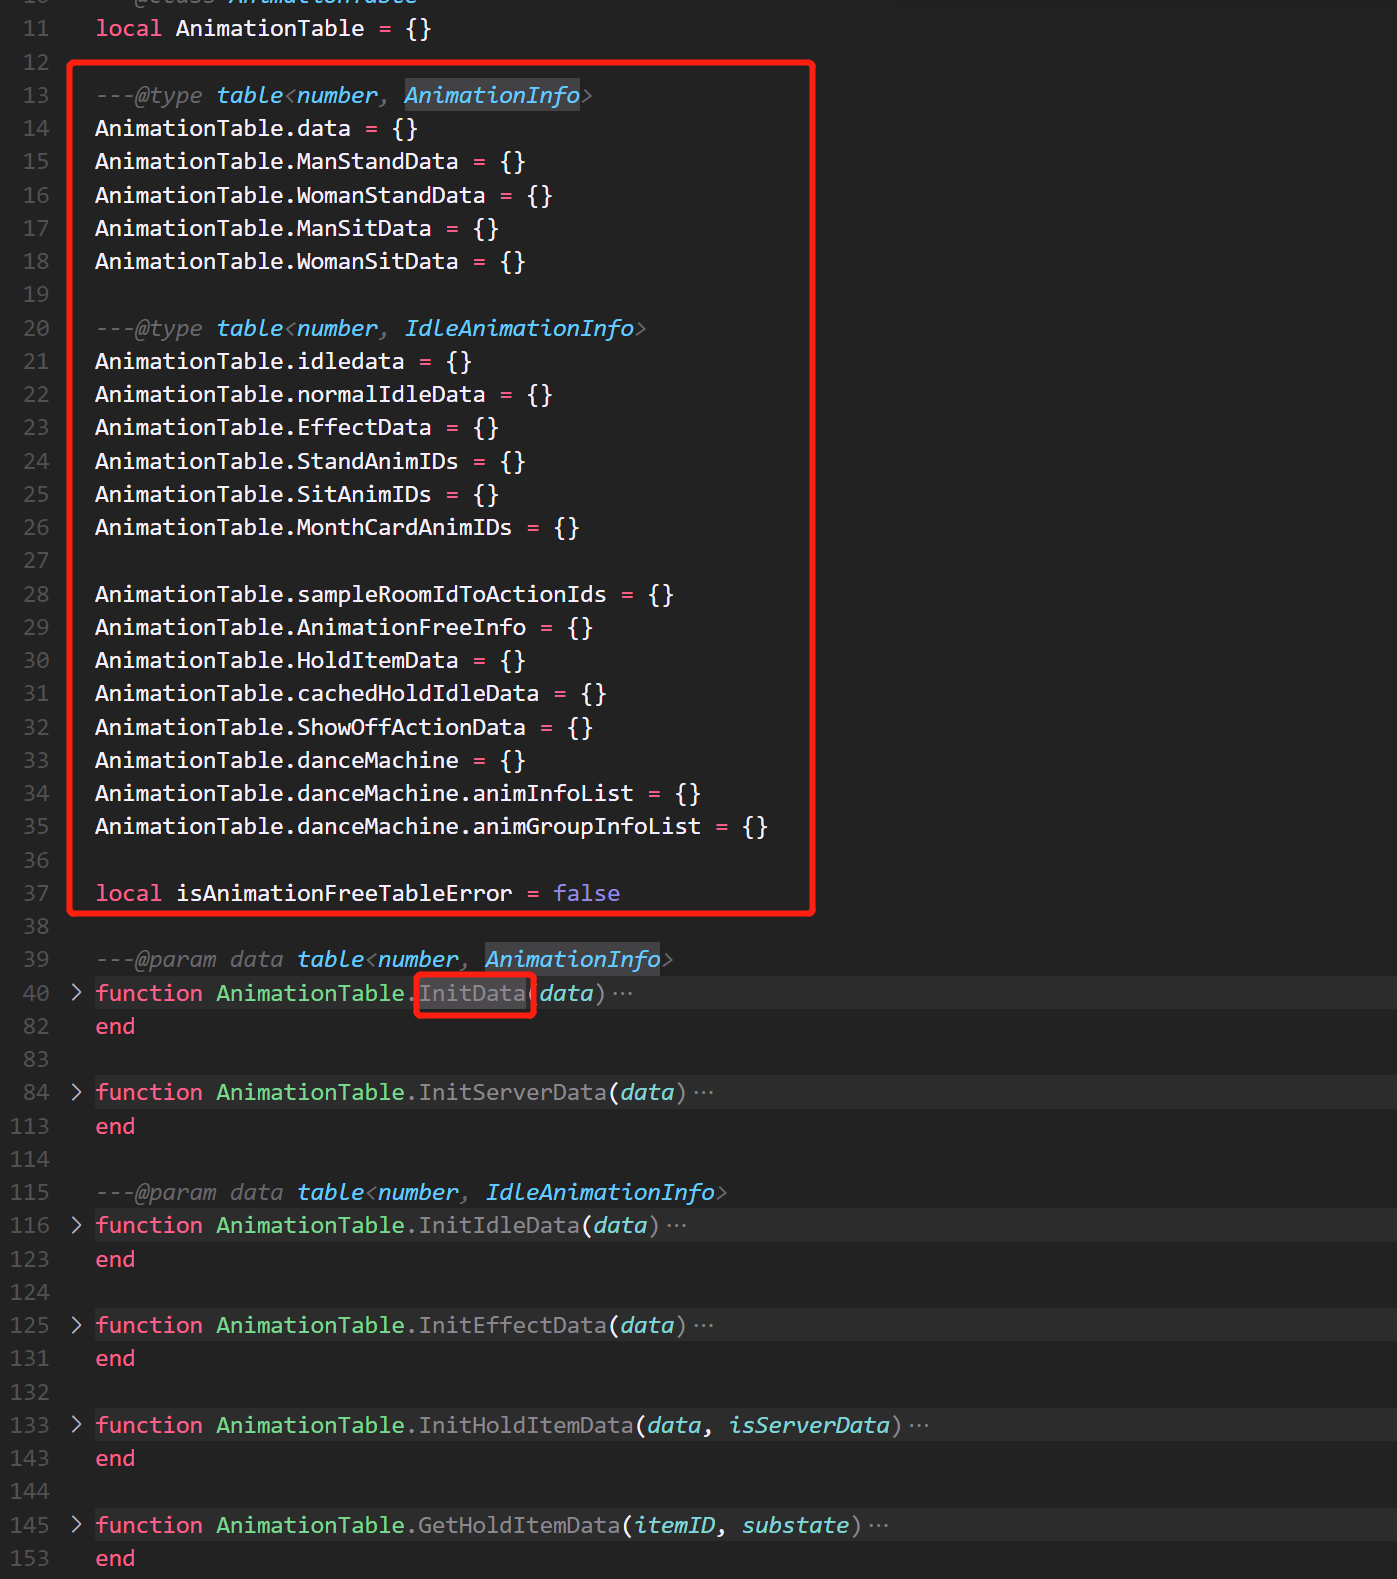 10 ---@class AnimationTable
11 local AnimationTable = {}
12
13 ---@type table<number, AnimationInfo>
14 AnimationTable.data = {}
15 AnimationTable.ManStandData = {}
16 AnimationTable.WomanStandData = {}
17 AnimationTable.ManSitData = {}
18 AnimationTable.WomanSitData = {}
19
20 ---@type table<number, IdleAnimationInfo>
21 AnimationTable.idledata = {}
22 AnimationTable.normalIdleData = {}
23 AnimationTable.EffectData = {}
24 AnimationTable.StandAnimIDs = {}
25 AnimationTable.SitAnimIDs = {}
26 AnimationTable.MonthCardAnimIDs = {}
27
28 AnimationTable.sampleRoomIdToActionIds = {}
29 AnimationTable.AnimationFreeInfo = {}
30 AnimationTable.HoldItemData = {}
31 AnimationTable.cachedHoldIdleData = {}
32 AnimationTable.ShowOffActionData = {}
33 AnimationTable.danceMachine = {}
34 AnimationTable.danceMachine.animInfoList = {}
35 AnimationTable.danceMachine.animGroupInfoList = {}
36
37 local isAnimationFreeTableError = false
38
39 ---@param data table<number, AnimationInfo>
40 > function AnimationTable.InitData(data) ···
82 end
83
84 > function AnimationTable.InitServerData(data) ···
113 end
114
115 ---@param data table<number, IdleAnimationInfo>
116 > function AnimationTable.InitIdleData(data) ···
123 end
124
125 > function AnimationTable.InitEffectData(data) ···
131 end
132
133 > function AnimationTable.InitHoldItemData(data, isServerData) ···
143 end
144
145 > function AnimationTable.GetHoldItemData(itemID, substate) ···
153 end